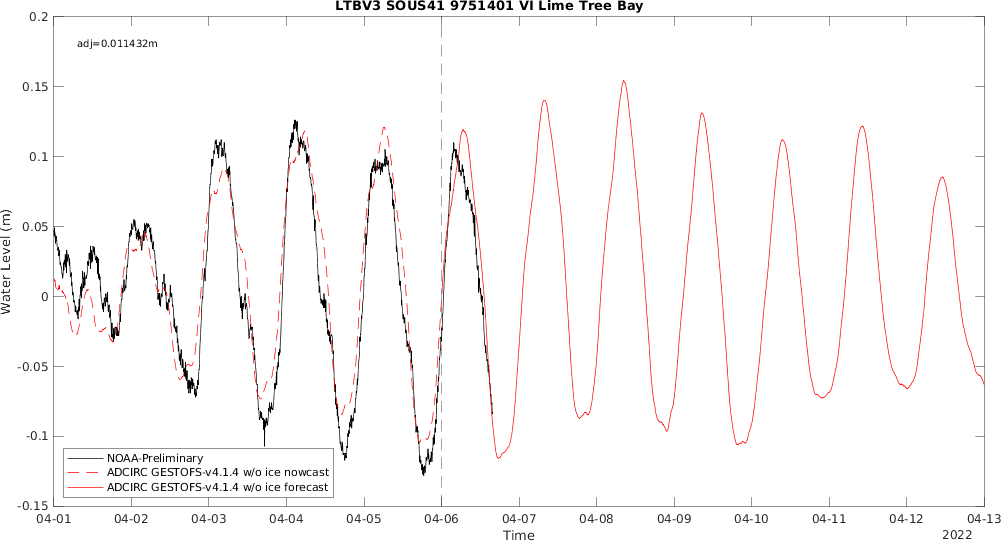 LTBV3 SOUS41 9751401 VI Lime Tree Bay
adj=0.011432m
0.2
0.15
0.1
0.05
0
-0.05
-0.1
-0.15
Water Level (m)
NOAA-Preliminary
ADCIRC GESTOFS-v4.1.4 w/o ice nowcast
ADCIRC GESTOFS-v4.1.4 w/o ice forecast
04-01 04-02 04-03 04-04 04-05 04-06 04-07 04-08 04-09 04-10 04-11 04-12 04-13
Time
2022